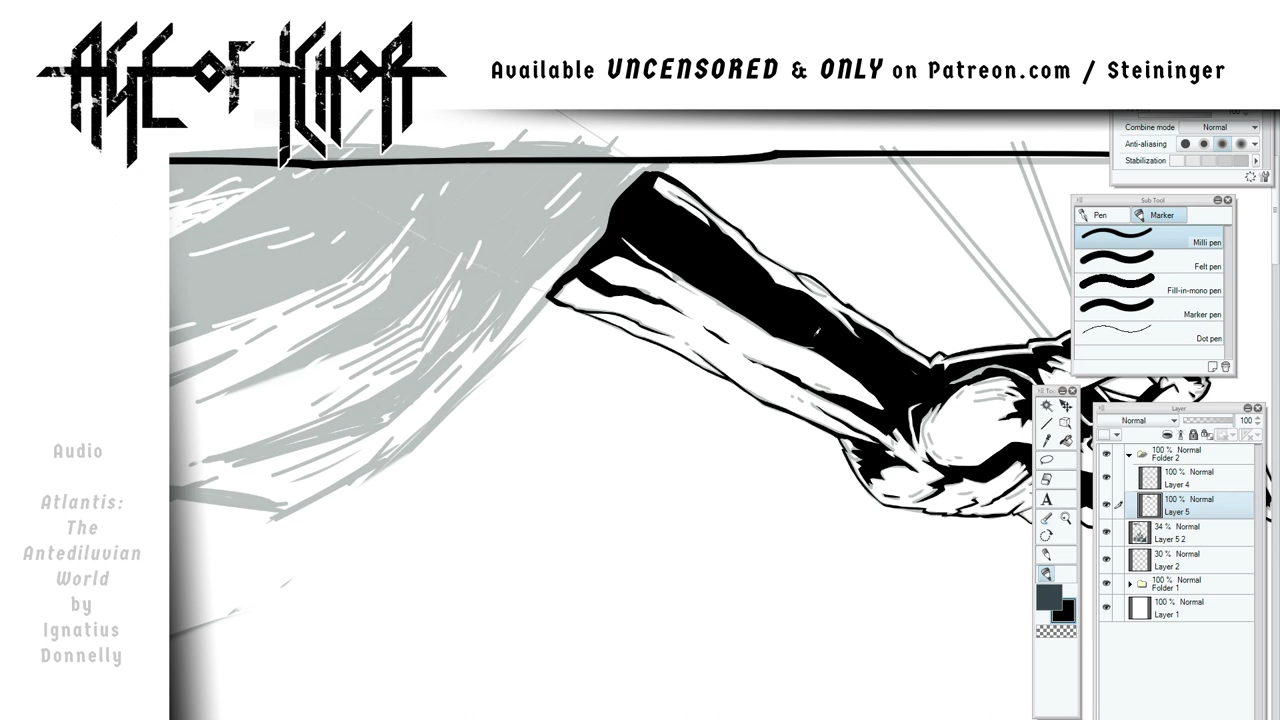 AGE OF ICHOR
Available UNCENSORED & ONLY on Patreon.com / Steininger
Combine mode Normal
Anti-aliasing
Stabilization
Sub Tool
Pen Marker
Milli pen
Felt pen
Fill-in-mono pen
Marker pen
Dot pen
Layer
Normal 100
100 % Normal
Folder 2
100 % Normal
Layer 4
100 % Normal
Layer 5
34 % Normal
Layer 5 2
30 % Normal
Layer 2
100 % Normal
Folder 1
100 % Normal
Layer 1
Audio
Atlantis:
The
Antediluvian
World
by
Ignatius
Donnelly